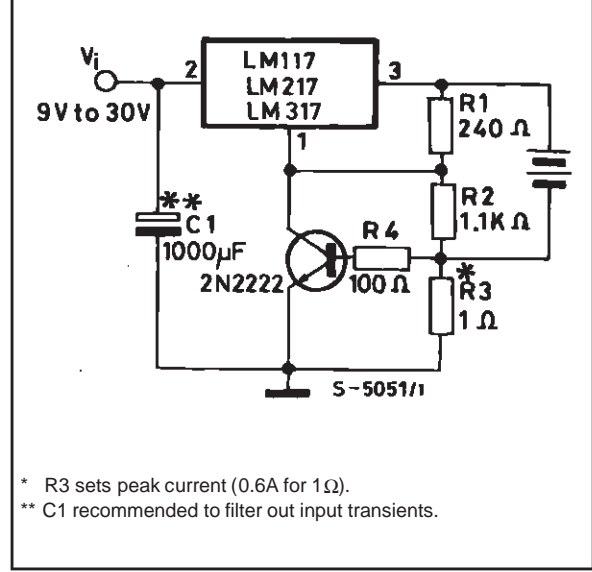 Vi
9V to 30V
2
LM117
LM217
LM317
3
1
R1
240 Ω
R2
1.1K Ω
**
C1
1000µF
2N2222
R4
100 Ω
*
R3
1 Ω
S-5051/1
* R3 sets peak current (0.6A for 1Ω).
** C1 recommended to filter out input transients.